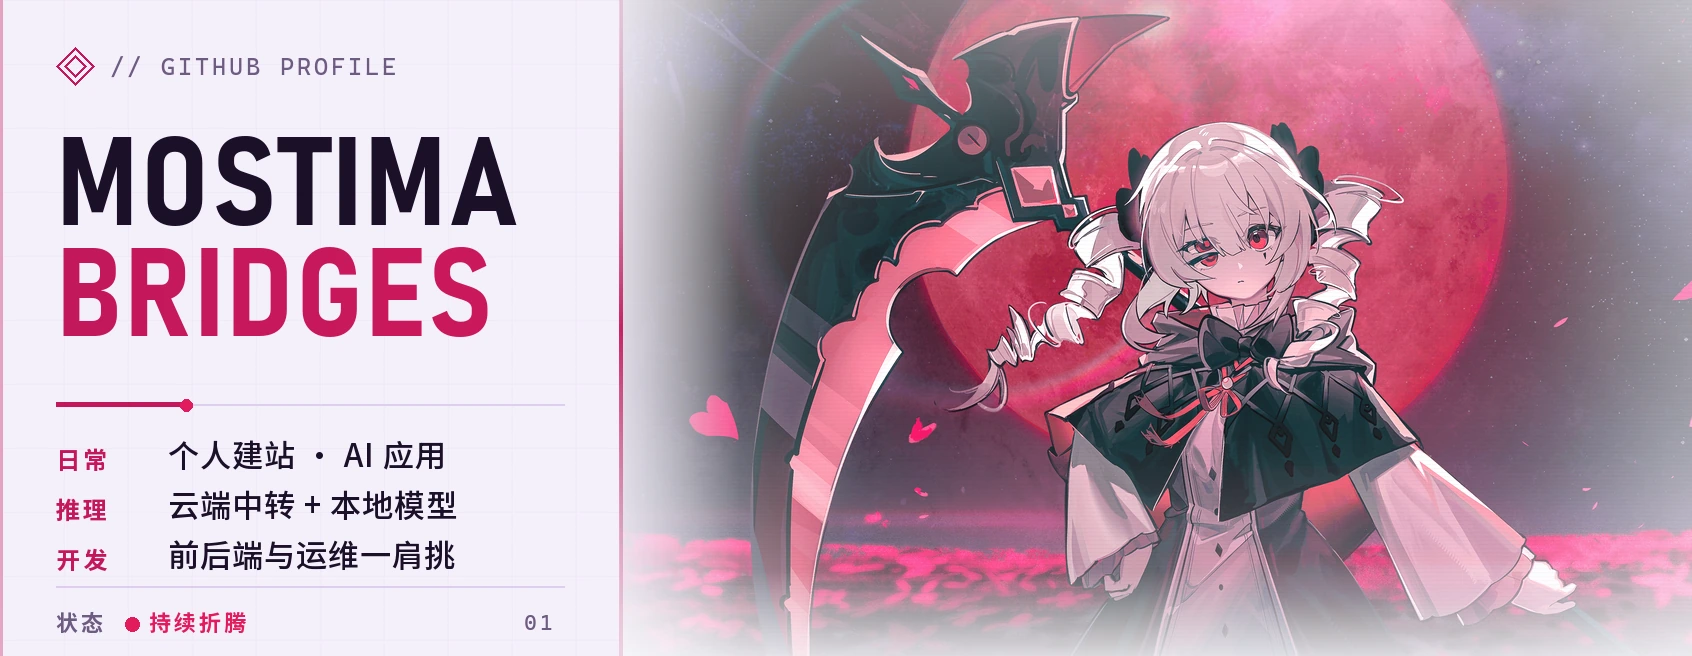 // GITHUB PROFILE
MOSTIMA
BRIDGES
日常 个人建站 · AI 应用
推理 云端中转 + 本地模型
开发 前后端与运维一肩挑
状态 持续折腾 01